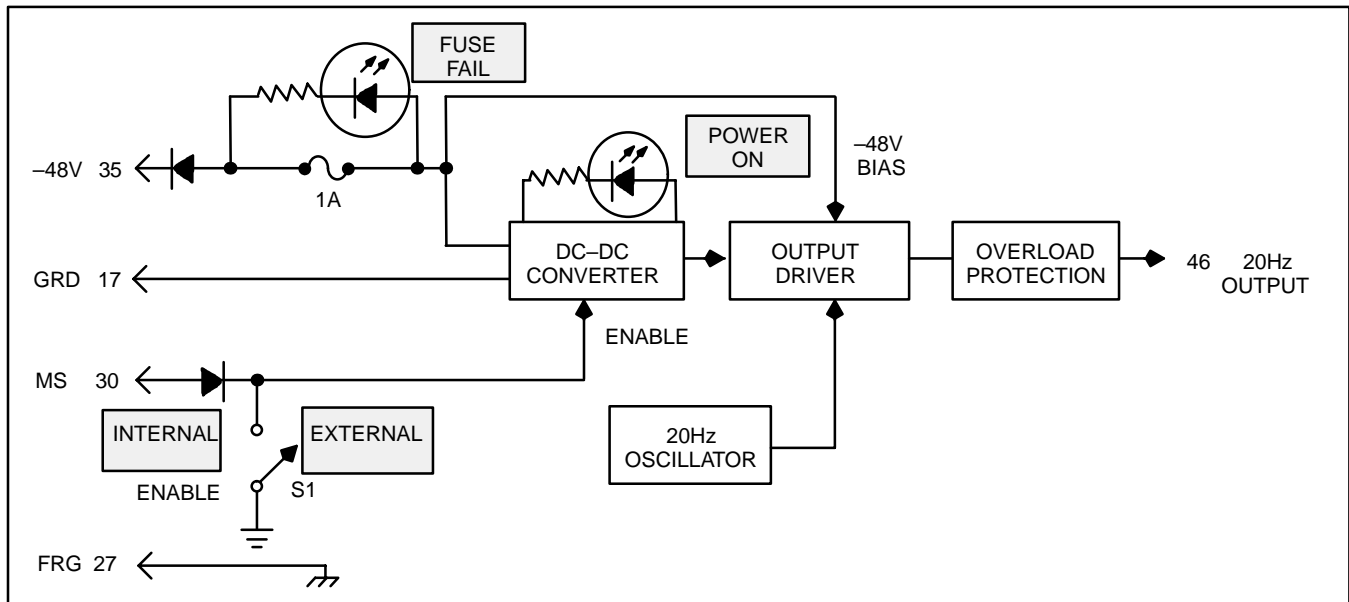 FUSE
FAIL
POWER
ON
–48V
BIAS
–48V 35
1A
DC–DC
CONVERTER
OUTPUT
DRIVER
OVERLOAD
PROTECTION
46 20Hz
OUTPUT
GRD 17
ENABLE
MS 30
INTERNAL
EXTERNAL
20Hz
OSCILLATOR
ENABLE
S1
FRG 27